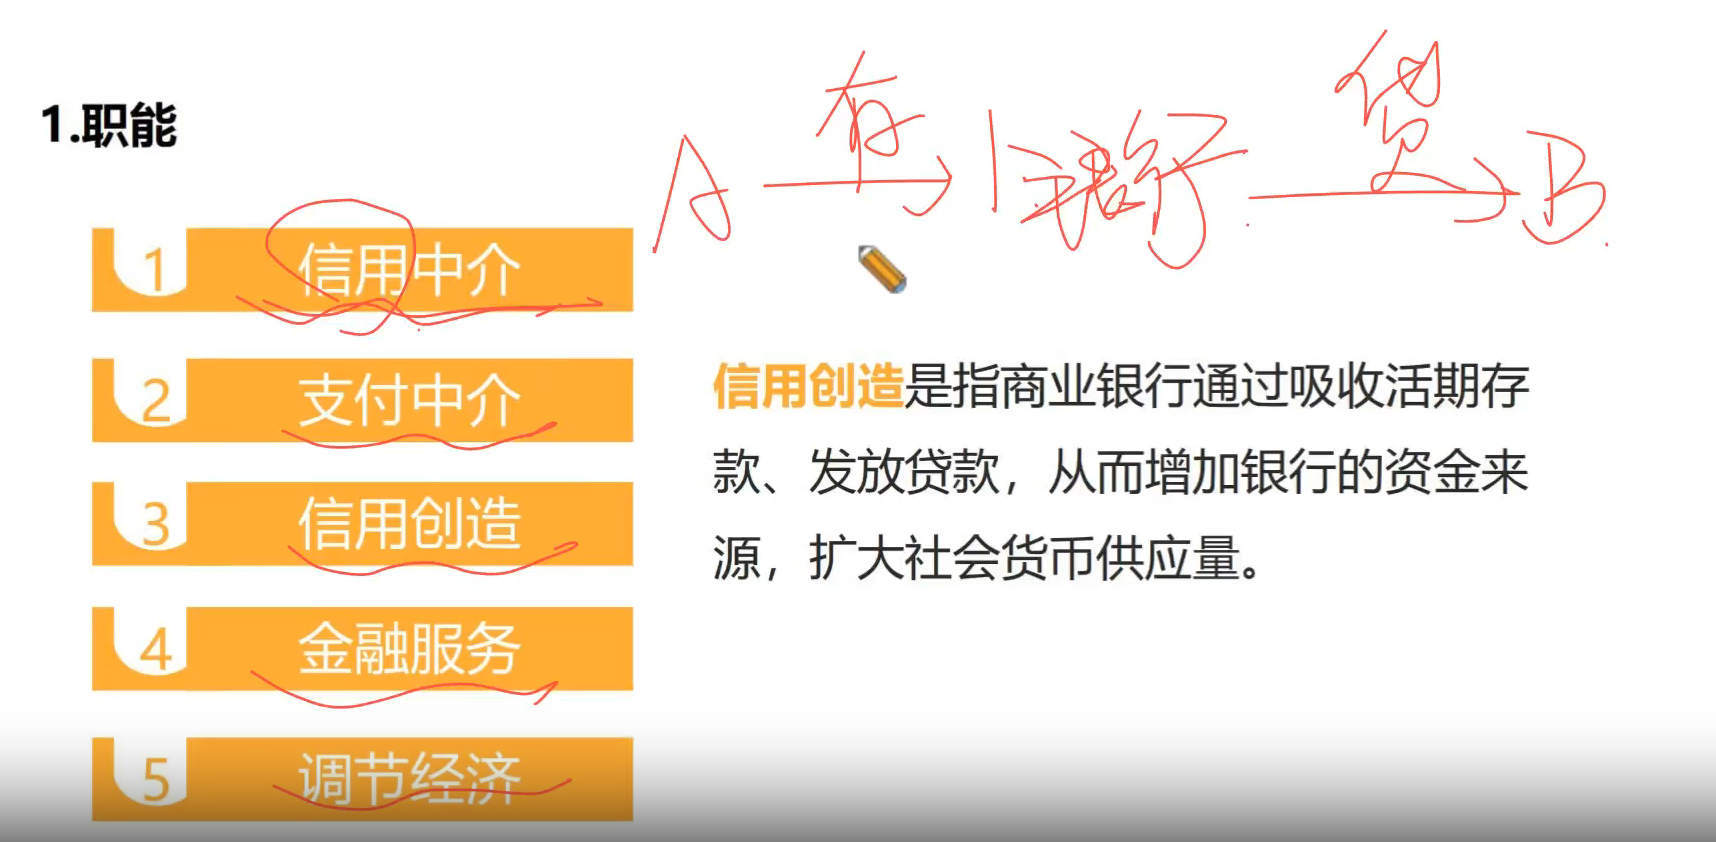 1.职能
A 存 银行 贷 B
1 信用中介
2 支付中介
3 信用创造
4 金融服务
5 调节经济
信用创造是指商业银行通过吸收活期存
款、发放贷款，从而增加银行的资金来
源，扩大社会货币供应量。